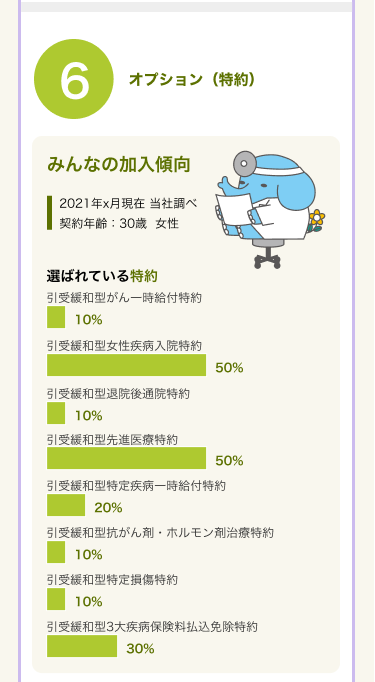 6
オプション（特約）
みんなの加入傾向
2021年x月現在 当社調べ
契約年齢：30歳 女性
選ばれている特約
引受緩和型がん一時給付特約
10%
引受緩和型女性疾病入院特約
50%
引受緩和型退院後通院特約
10%
引受緩和型先進医療特約
50%
引受緩和型特定疾病一時給付特約
20%
引受緩和型抗がん剤・ホルモン剤治療特約
10%
引受緩和型特定損傷特約
10%
引受緩和型3大疾病保険料払込免除特約
30%